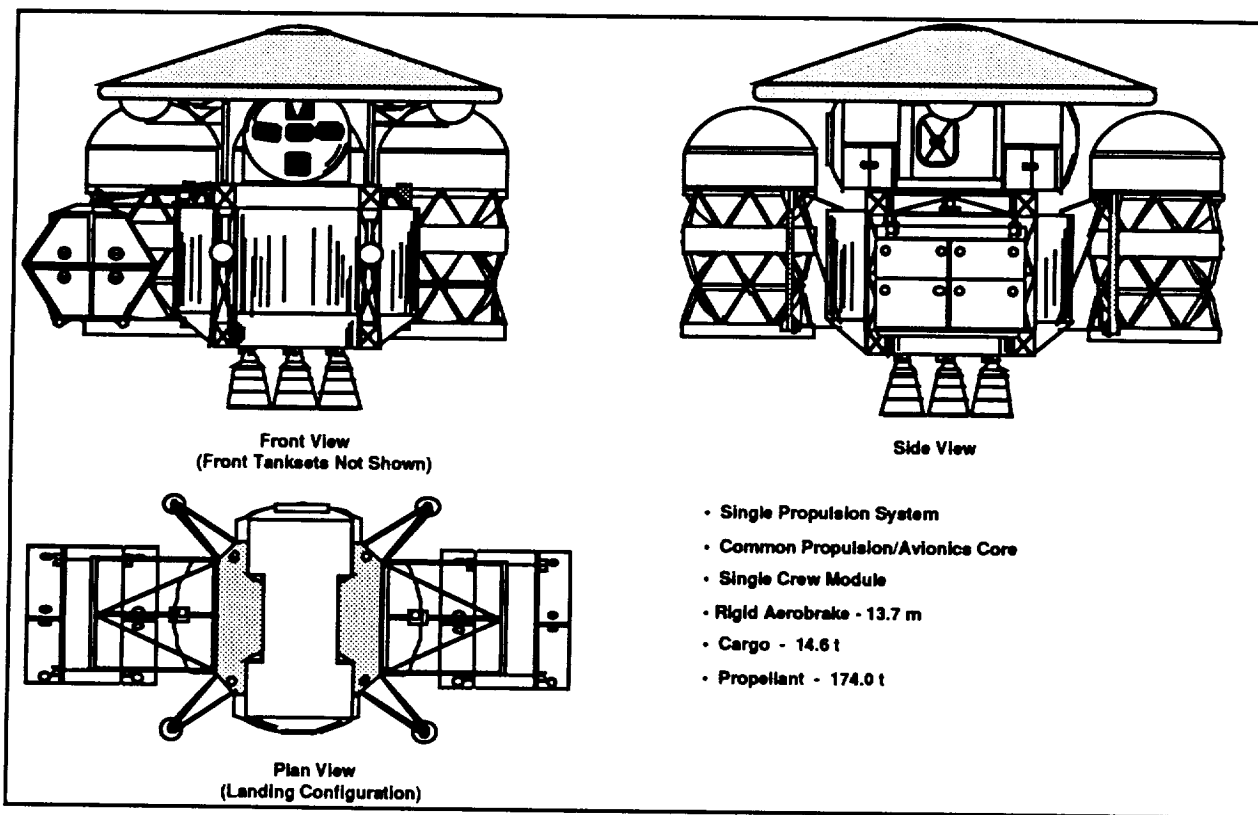 Front View
(Front Tanksets Not Shown)
Side View
Plan View
(Landing Configuration)
• Single Propulsion System
• Common Propulsion/Avionics Core
• Single Crew Module
• Rigid Aerobrake - 13.7 m
• Cargo - 14.6 t
• Propellant - 174.0 t